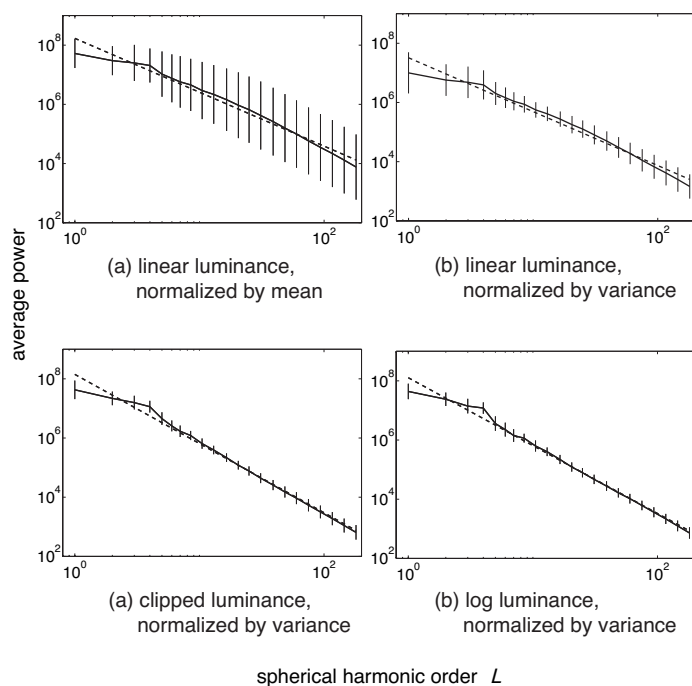 average power
10^8
10^6
10^4
10^2
10^0
10^2
(a) linear luminance,
normalized by mean
10^8
10^6
10^4
10^2
10^0
10^2
(b) linear luminance,
normalized by variance
10^8
10^6
10^4
10^2
10^0
10^2
(a) clipped luminance,
normalized by variance
10^8
10^6
10^4
10^2
10^0
10^2
(b) log luminance,
normalized by variance
spherical harmonic order L